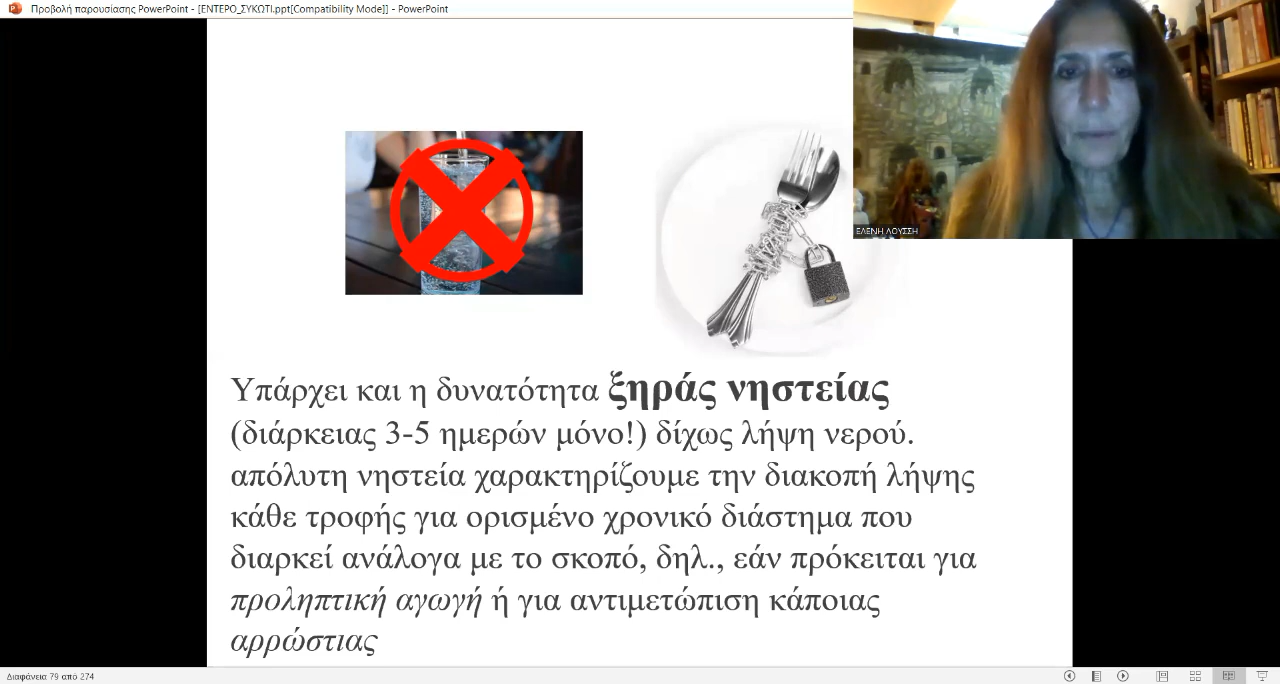 Προβολή παρουσίασης PowerPoint - [ΕΝΤΕΡΟ_ΣΥΚΩΤΙ.ppt[Compatibility Mode]] - PowerPoint
ΕΛΕΝΗ ΛΟΥΣΣΗ
Υπάρχει και η δυνατότητα ξηράς νηστείας
(διάρκειας 3-5 ημερών μόνο!) δίχως λήψη νερού.
απόλυτη νηστεία χαρακτηρίζουμε την διακοπή λήψης
κάθε τροφής για ορισμένο χρονικό διάστημα που
διαρκεί ανάλογα με το σκοπό, δηλ., εάν πρόκειται για
προληπτική αγωγή ή για αντιμετώπιση κάποιας
αρρώστιας
Διαφάνεια 79 από 274